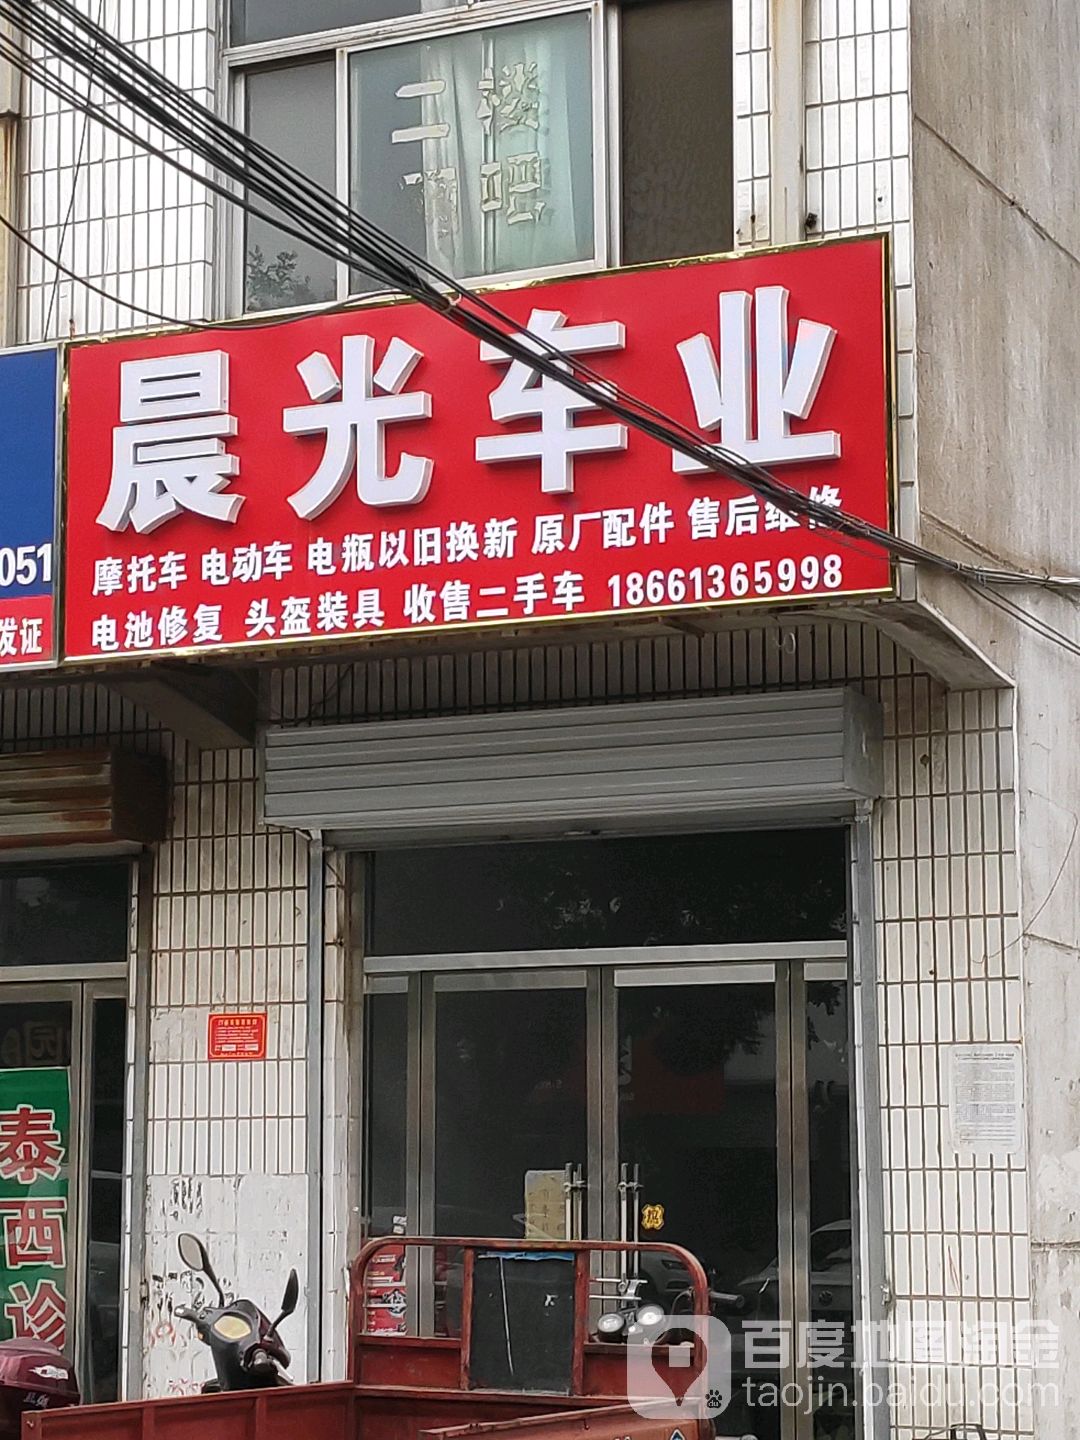 二楼
晨光车业
摩托车 电动车 电瓶以旧换新 原厂配件 售后维修
电池修复 头盔装具 收售二手车 18661365998
051
发证
泰西诊
百度地图淘金
taojin.baidu.com